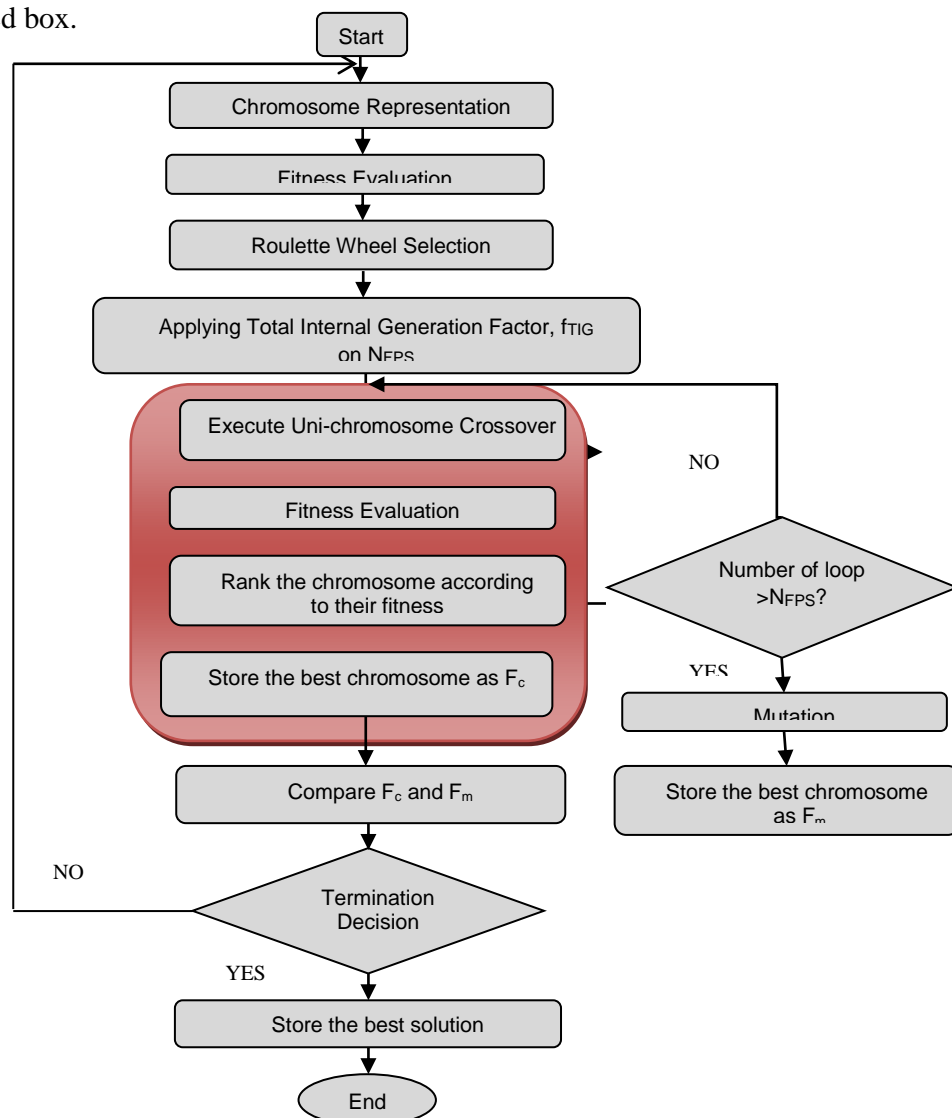 d box.
Start
Chromosome Representation
Fitness Evaluation
Roulette Wheel Selection
Applying Total Internal Generation Factor, fTIG
on NFPS
Execute Uni-chromosome Crossover
NO
Fitness Evaluation
Number of loop
>NFPS?
Rank the chromosome according
to their fitness
YES
Store the best chromosome as Fc
Mutation
Compare Fc and Fm
Store the best chromosome
as Fm
NO
Termination
Decision
YES
Store the best solution
End